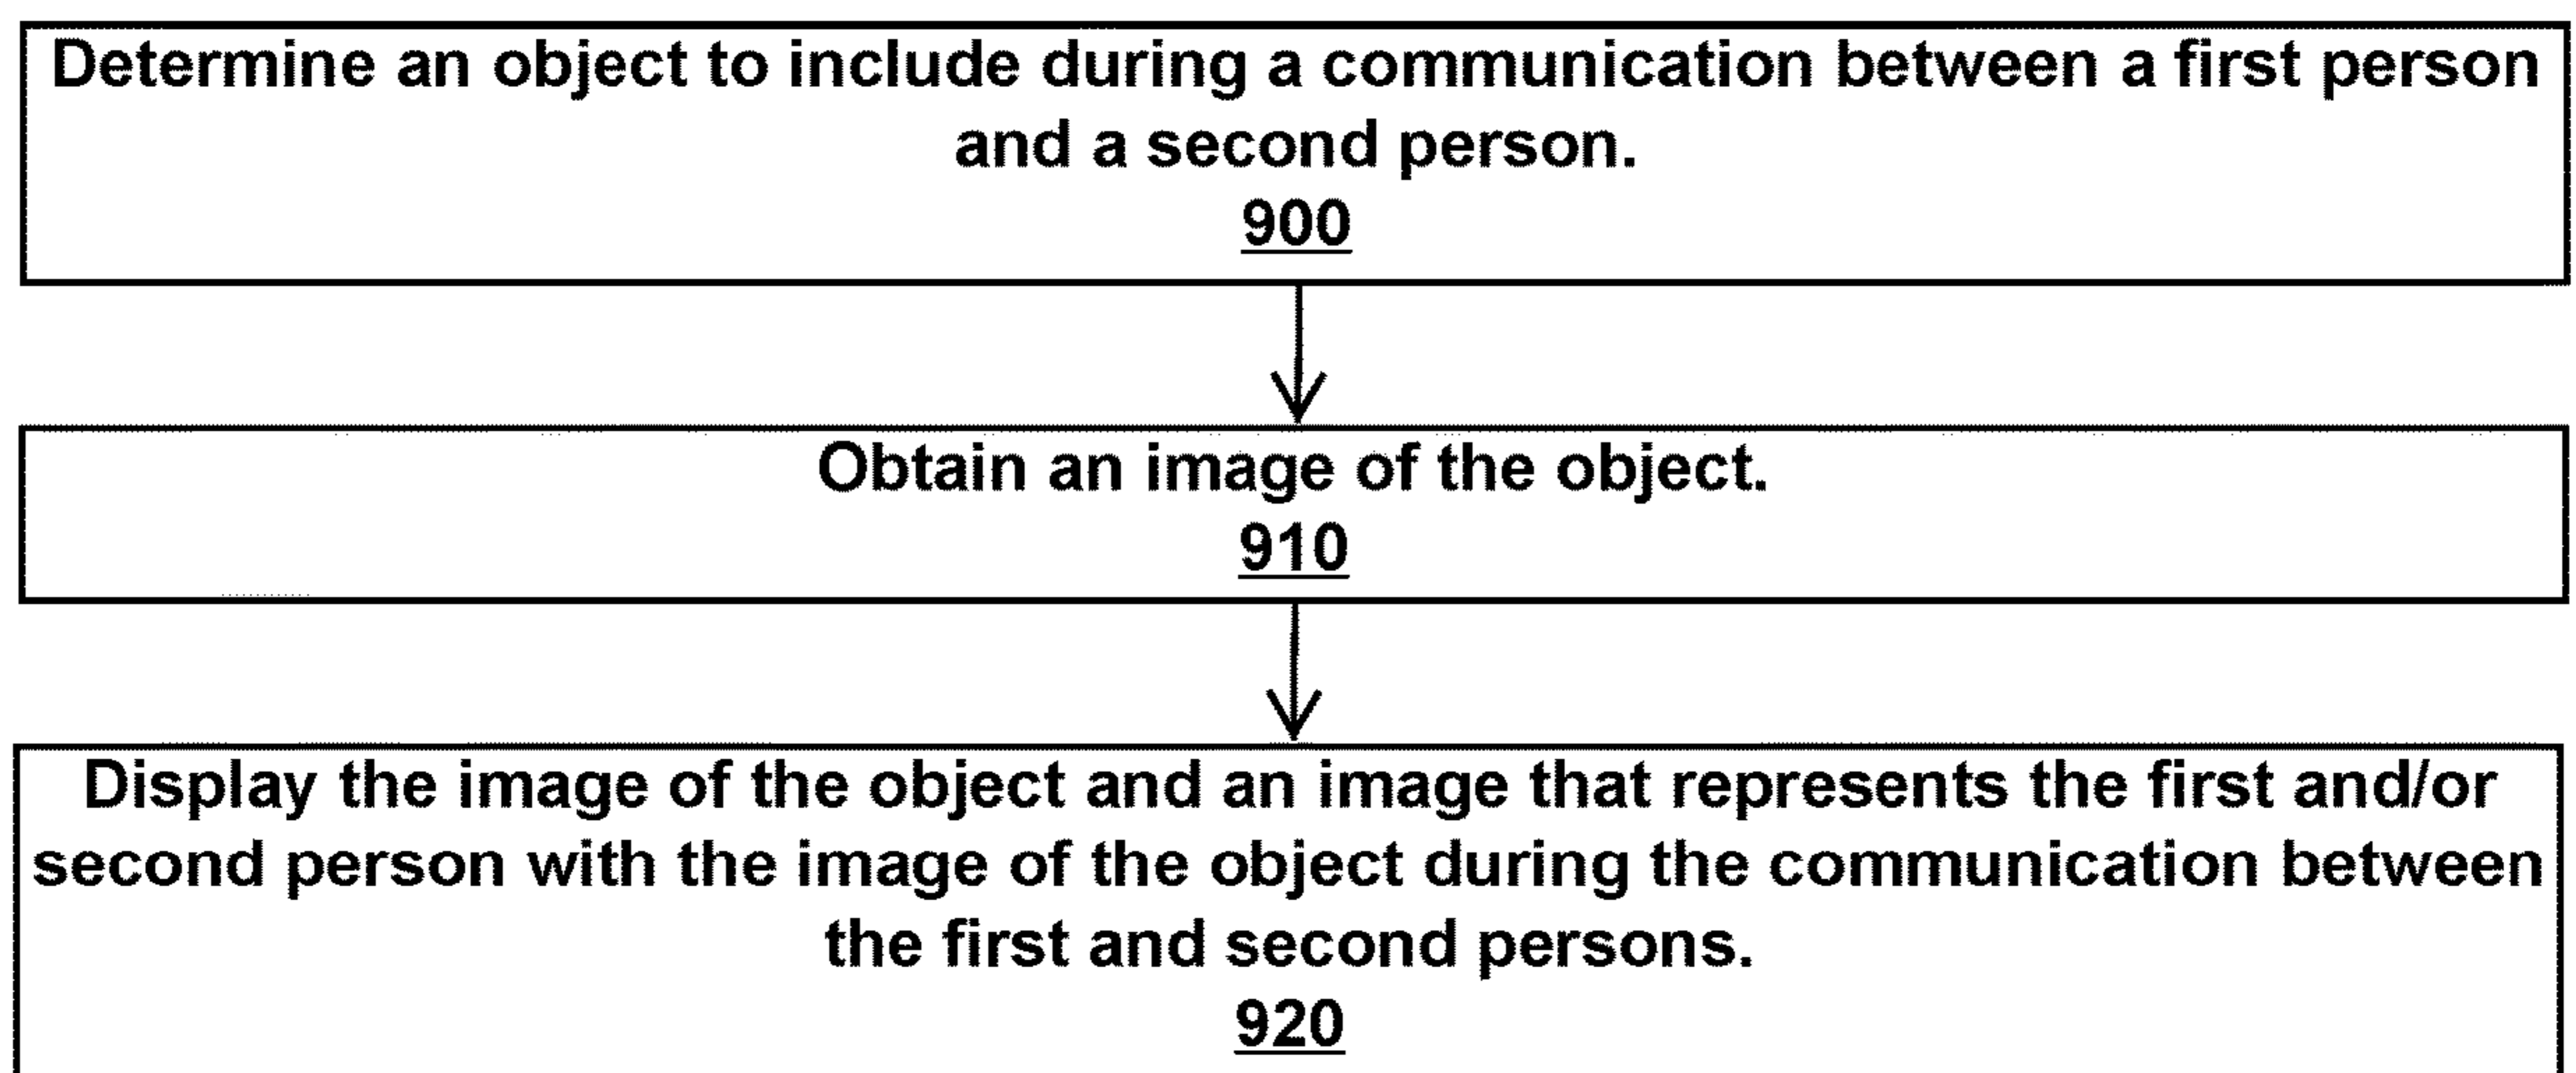 Determine an object to include during a communication between a first person
and a second person.
900
Obtain an image of the object.
910
Display the image of the object and an image that represents the first and/or
second person with the image of the object during the communication between
the first and second persons.
920